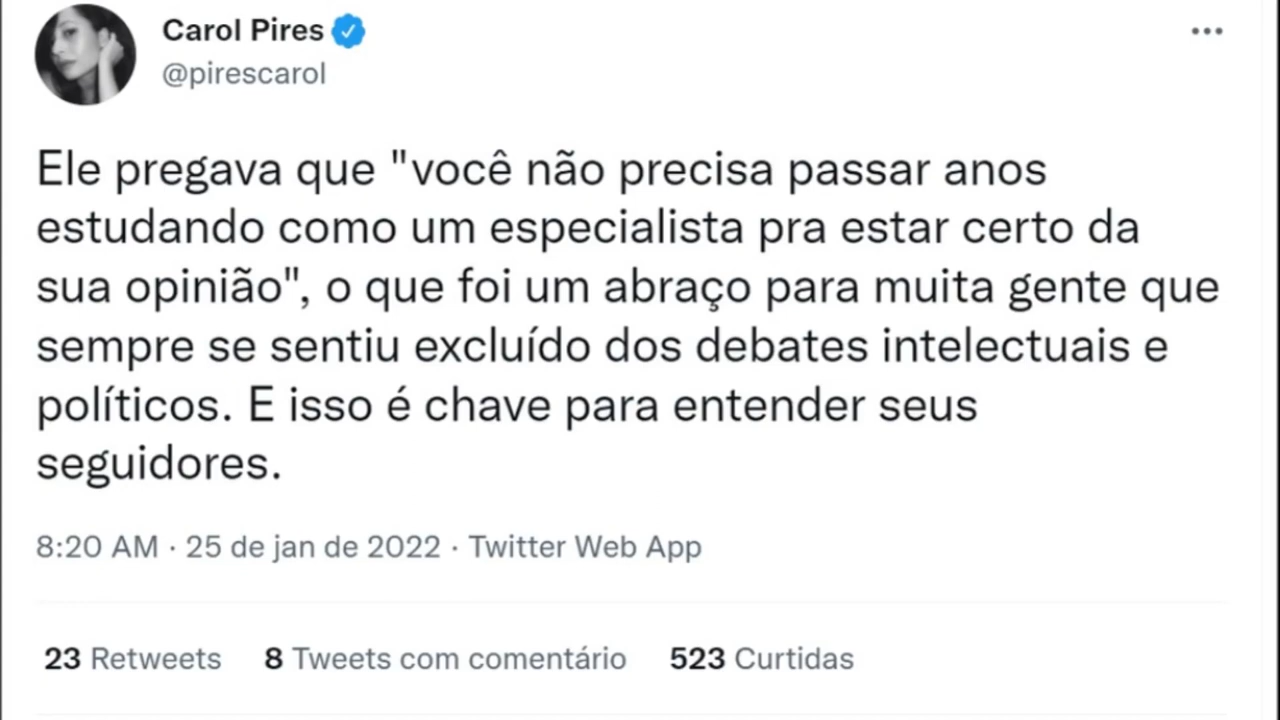 Carol Pires
@pirescarol
Ele pregava que "você não precisa passar anos
estudando como um especialista pra estar certo da
sua opinião", o que foi um abraço para muita gente que
sempre se sentiu excluído dos debates intelectuais e
políticos. E isso é chave para entender seus
seguidores.
8:20 AM · 25 de jan de 2022 · Twitter Web App
23 Retweets 8 Tweets com comentário 523 Curtidas